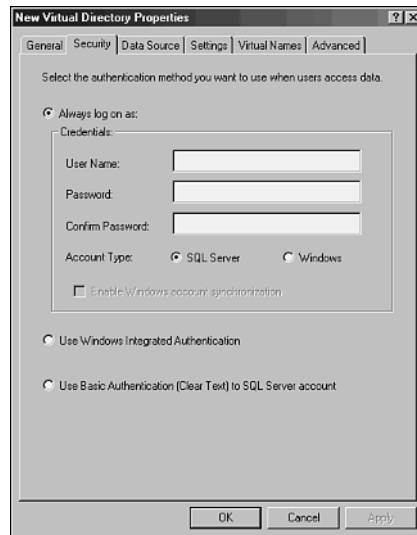 New Virtual Directory Properties
General Security Data Source Settings Virtual Names Advanced
Select the authentication method you want to use when users access data.
Always log on as:
Credentials:
User Name:
Password:
Confirm Password:
Account Type: SQL Server Windows
Enable Windows account synchronization
Use Windows Integrated Authentication
Use Basic Authentication (Clear Text) to SQL Server account
OK Cancel Apply